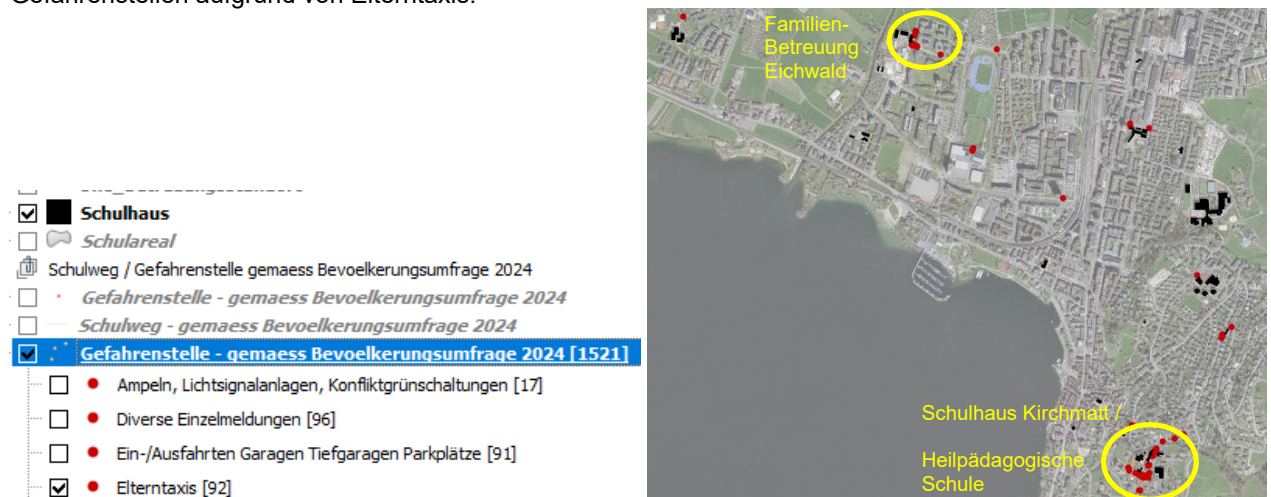 Gefahrenstellen aufgrund von Elterntaxis.
Schulhaus
Schulareal
Schulweg / Gefahrenstelle gemaess Bevoelkerungsumfrage 2024
Gefahrenstelle - gemaess Bevoelkerungsumfrage 2024
Schulweg - gemaess Bevoelkerungsumfrage 2024
Gefahrenstelle - gemaess Bevoelkerungsumfrage 2024 [1521]
Ampeln, Lichtsignalanlagen, Konfliktgrünschaltungen [17]
Diverse Einzelmeldungen [96]
Ein-/Ausfahrten Garagen Tiefgaragen Parkplätze [91]
Elterntaxis [92]
Familien-
Betreuung
Eichwald
Schulhaus Kirchmatt /
Heilpädagogische
Schule